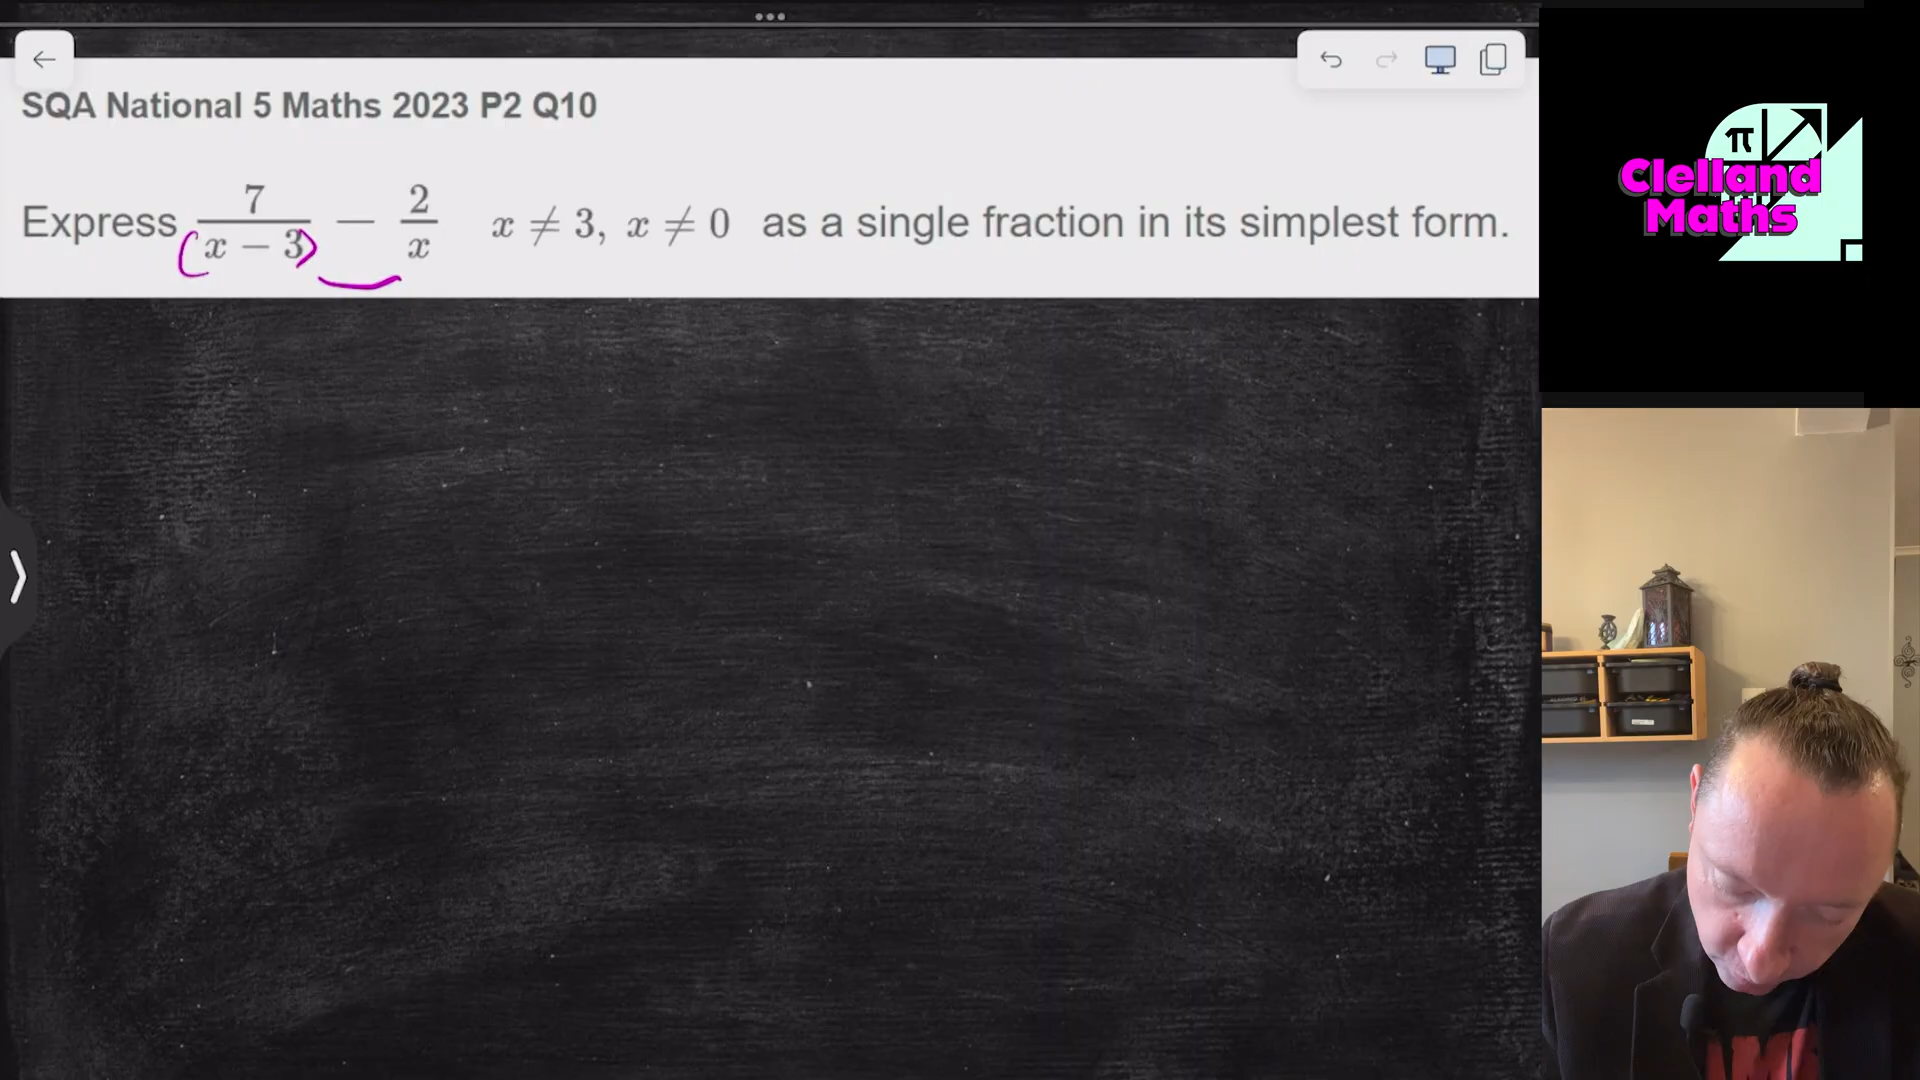 SQA National 5 Maths 2023 P2 Q10
Express 7/(x − 3) − 2/x x ≠ 3, x ≠ 0 as a single fraction in its simplest form.
π
Clelland
Maths